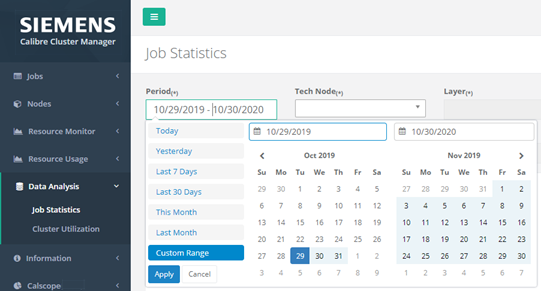 SIEMENS
Calibre Cluster Manager
Jobs
Nodes
Resource Monitor
Resource Usage
Data Analysis
Job Statistics
Cluster Utilization
Information
Calscope
Job Statistics
Period(*) Tech Node(*) Layer(*)
10/29/2019 - 10/30/2020
Today
Yesterday
Last 7 Days
Last 30 Days
This Month
Last Month
Custom Range
Apply Cancel
10/29/2019
Oct 2019
Su Mo Tu We Th Fr Sa
29 30 1 2 3 4 5
6 7 8 9 10 11 12
13 14 15 16 17 18 19
20 21 22 23 24 25 26
27 28 29 30 31 1 2
3 4 5 6 7 8 9
10/30/2020
Nov 2019
Su Mo Tu We Th Fr Sa
27 28 29 30 31 1 2
3 4 5 6 7 8 9
10 11 12 13 14 15 16
17 18 19 20 21 22 23
24 25 26 27 28 29 30
1 2 3 4 5 6 7